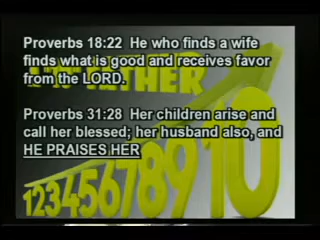 Proverbs 18:22 He who finds a wife
finds what is good and receives favor
from the LORD.
Proverbs 31:28 Her children arise and
call her blessed; her husband also, and
HE PRAISES HER
12345678910